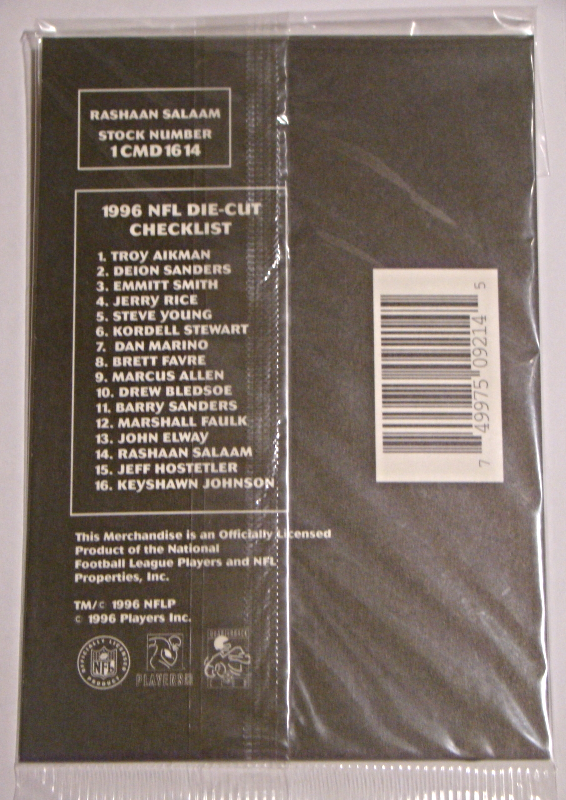 RASHAAN SALAAM
STOCK NUMBER
1CMD1614
1996 NFL DIE-CUT
CHECKLIST
1. TROY AIKMAN
2. DEION SANDERS
3. EMMITT SMITH
4. JERRY RICE
5. STEVE YOUNG
6. KORDELL STEWART
7. DAN MARINO
8. BRETT FAVRE
9. MARCUS ALLEN
10. DREW BLEDSOE
11. BARRY SANDERS
12. MARSHALL FAULK
13. JOHN ELWAY
14. RASHAAN SALAAM
15. JEFF HOSTETLER
16. KEYSHAWN JOHNSON
This Merchandise is an Officially Licensed
Product of the National
Football League Players and NFL
Properties, Inc.
TM/© 1996 NFLP
© 1996 Players Inc.
OFFICIALLY LICENSED
NFL
PRODUCT
PLAYERS
7 49975 09214 5